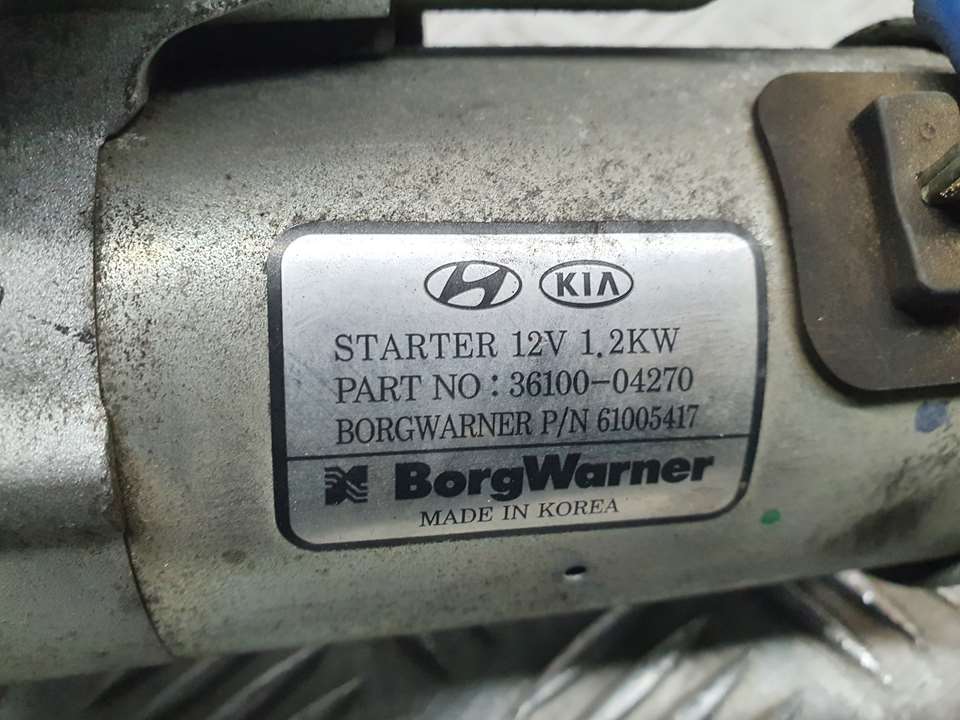 KIA
STARTER 12V 1.2KW
PART NO : 36100-04270
BORGWARNER P/N 61005417
BorgWarner
MADE IN KOREA